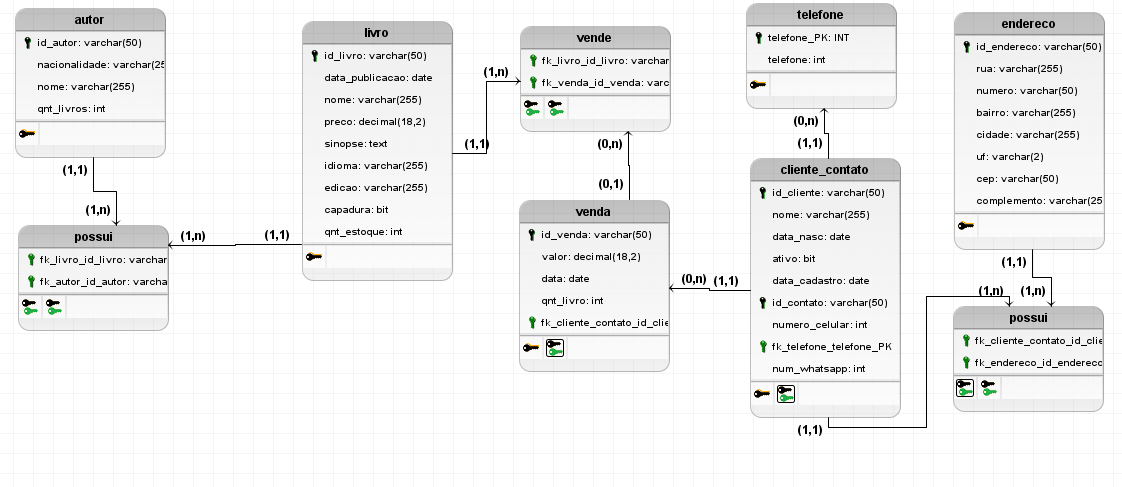 autor
id_autor: varchar(50)
nacionalidade: varchar(25
nome: varchar(255)
qnt_livros: int
(1,1)
(1,n)
possui
fk_livro_id_livro: varchar
fk_autor_id_autor: varcha
(1,n)
(1,1)
livro
id_livro: varchar(50)
data_publicacao: date
nome: varchar(255)
preco: decimal(18,2)
sinopse: text
idioma: varchar(255)
edicao: varchar(255)
capadura: bit
qnt_estoque: int
(1,1)
(1,n)
vende
fk_livro_id_livro: varchar
fk_venda_id_venda: varc
(0,n)
(0,1)
venda
id_venda: varchar(50)
valor: decimal(18,2)
data: date
qnt_livro: int
fk_cliente_contato_id_clie
(0,n)
(1,1)
telefone
telefone_PK: INT
telefone: int
(0,n)
(1,1)
cliente_contato
id_cliente: varchar(50)
nome: varchar(255)
data_nasc: date
ativo: bit
data_cadastro: date
id_contato: varchar(50)
numero_celular: int
fk_telefone_telefone_PK
num_whatsapp: int
(1,1)
endereco
id_endereco: varchar(50)
rua: varchar(255)
numero: varchar(50)
bairro: varchar(255)
cidade: varchar(255)
uf: varchar(2)
cep: varchar(50)
complemento: varchar(25
(1,1)
(1,n)
(1,n)
possui
fk_cliente_contato_id_clie
fk_endereco_id_endereco